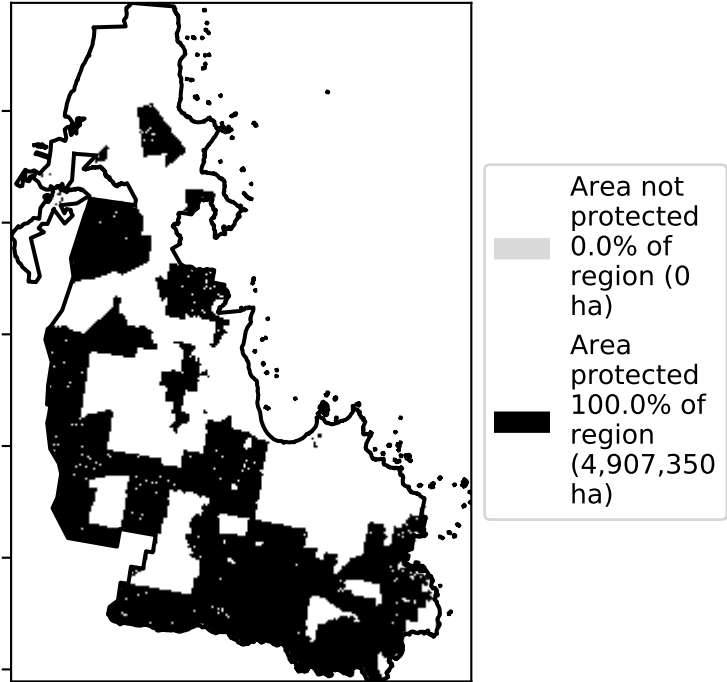 Area not
protected
0.0% of
region (0
ha)
Area
protected
100.0% of
region
(4,907,350
ha)